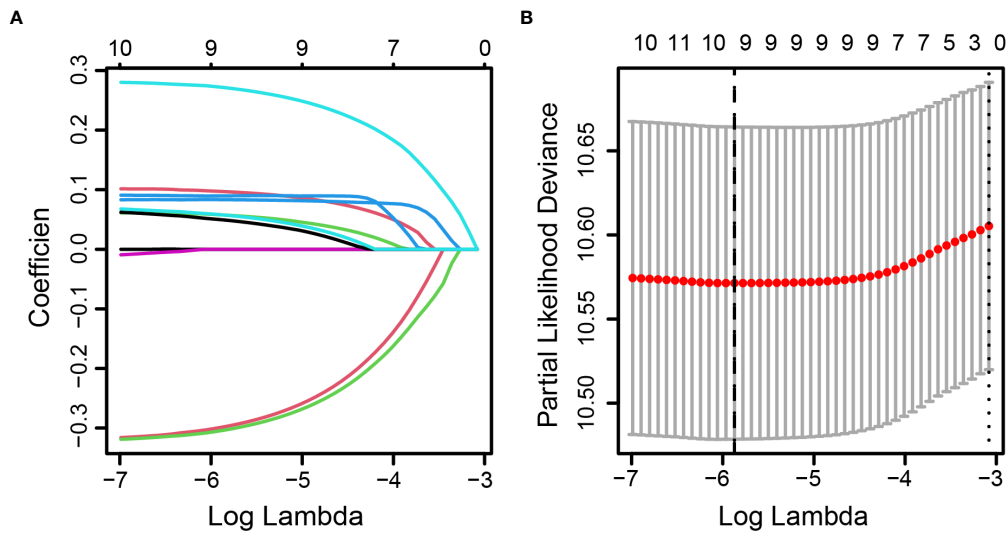 A
10 9 9 7 0
0.3
0.2
0.1
0.0
−0.1
−0.2
−0.3
Coefficien
−7 −6 −5 −4 −3
Log Lambda
B
10 11 10 9 9 9 9 9 9 7 7 5 3 0
10.65
10.60
10.55
10.50
Partial Likelihood Deviance
−7 −6 −5 −4 −3
Log Lambda